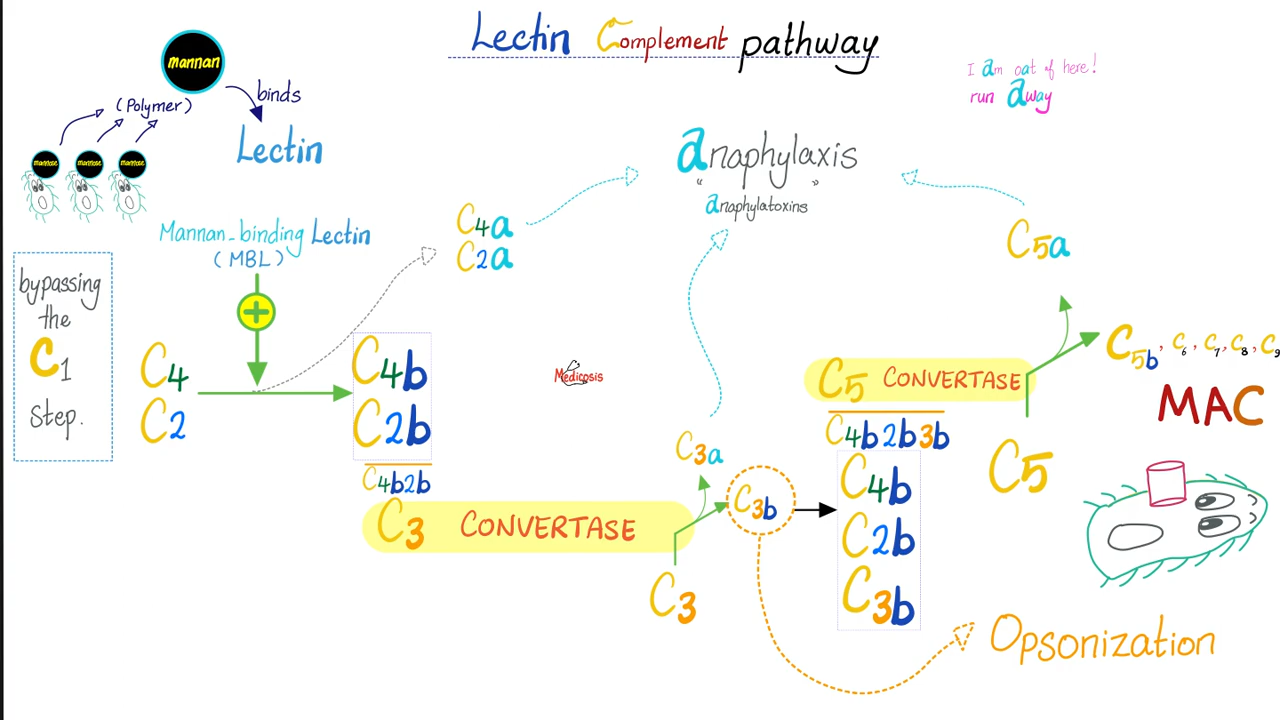 Lectin Complement pathway
mannan
(Polymer)
binds
Lectin
mannose mannose mannose
I am oat of here!
run away
anaphylaxis
" "
anaphylatoxins
Mannan-binding Lectin
(MBL)
C4a
C2a
C5a
bypassing
the
C1
Step.
+
C4
C2
C4b
C2b
C4b2b
C3 CONVERTASE
Medicosis
C3
C3a
C3b
C5 CONVERTASE
C4b2b3b
C4b
C2b
C3b
C5
C5b, C6, C7, C8, C9
MAC
Opsonization